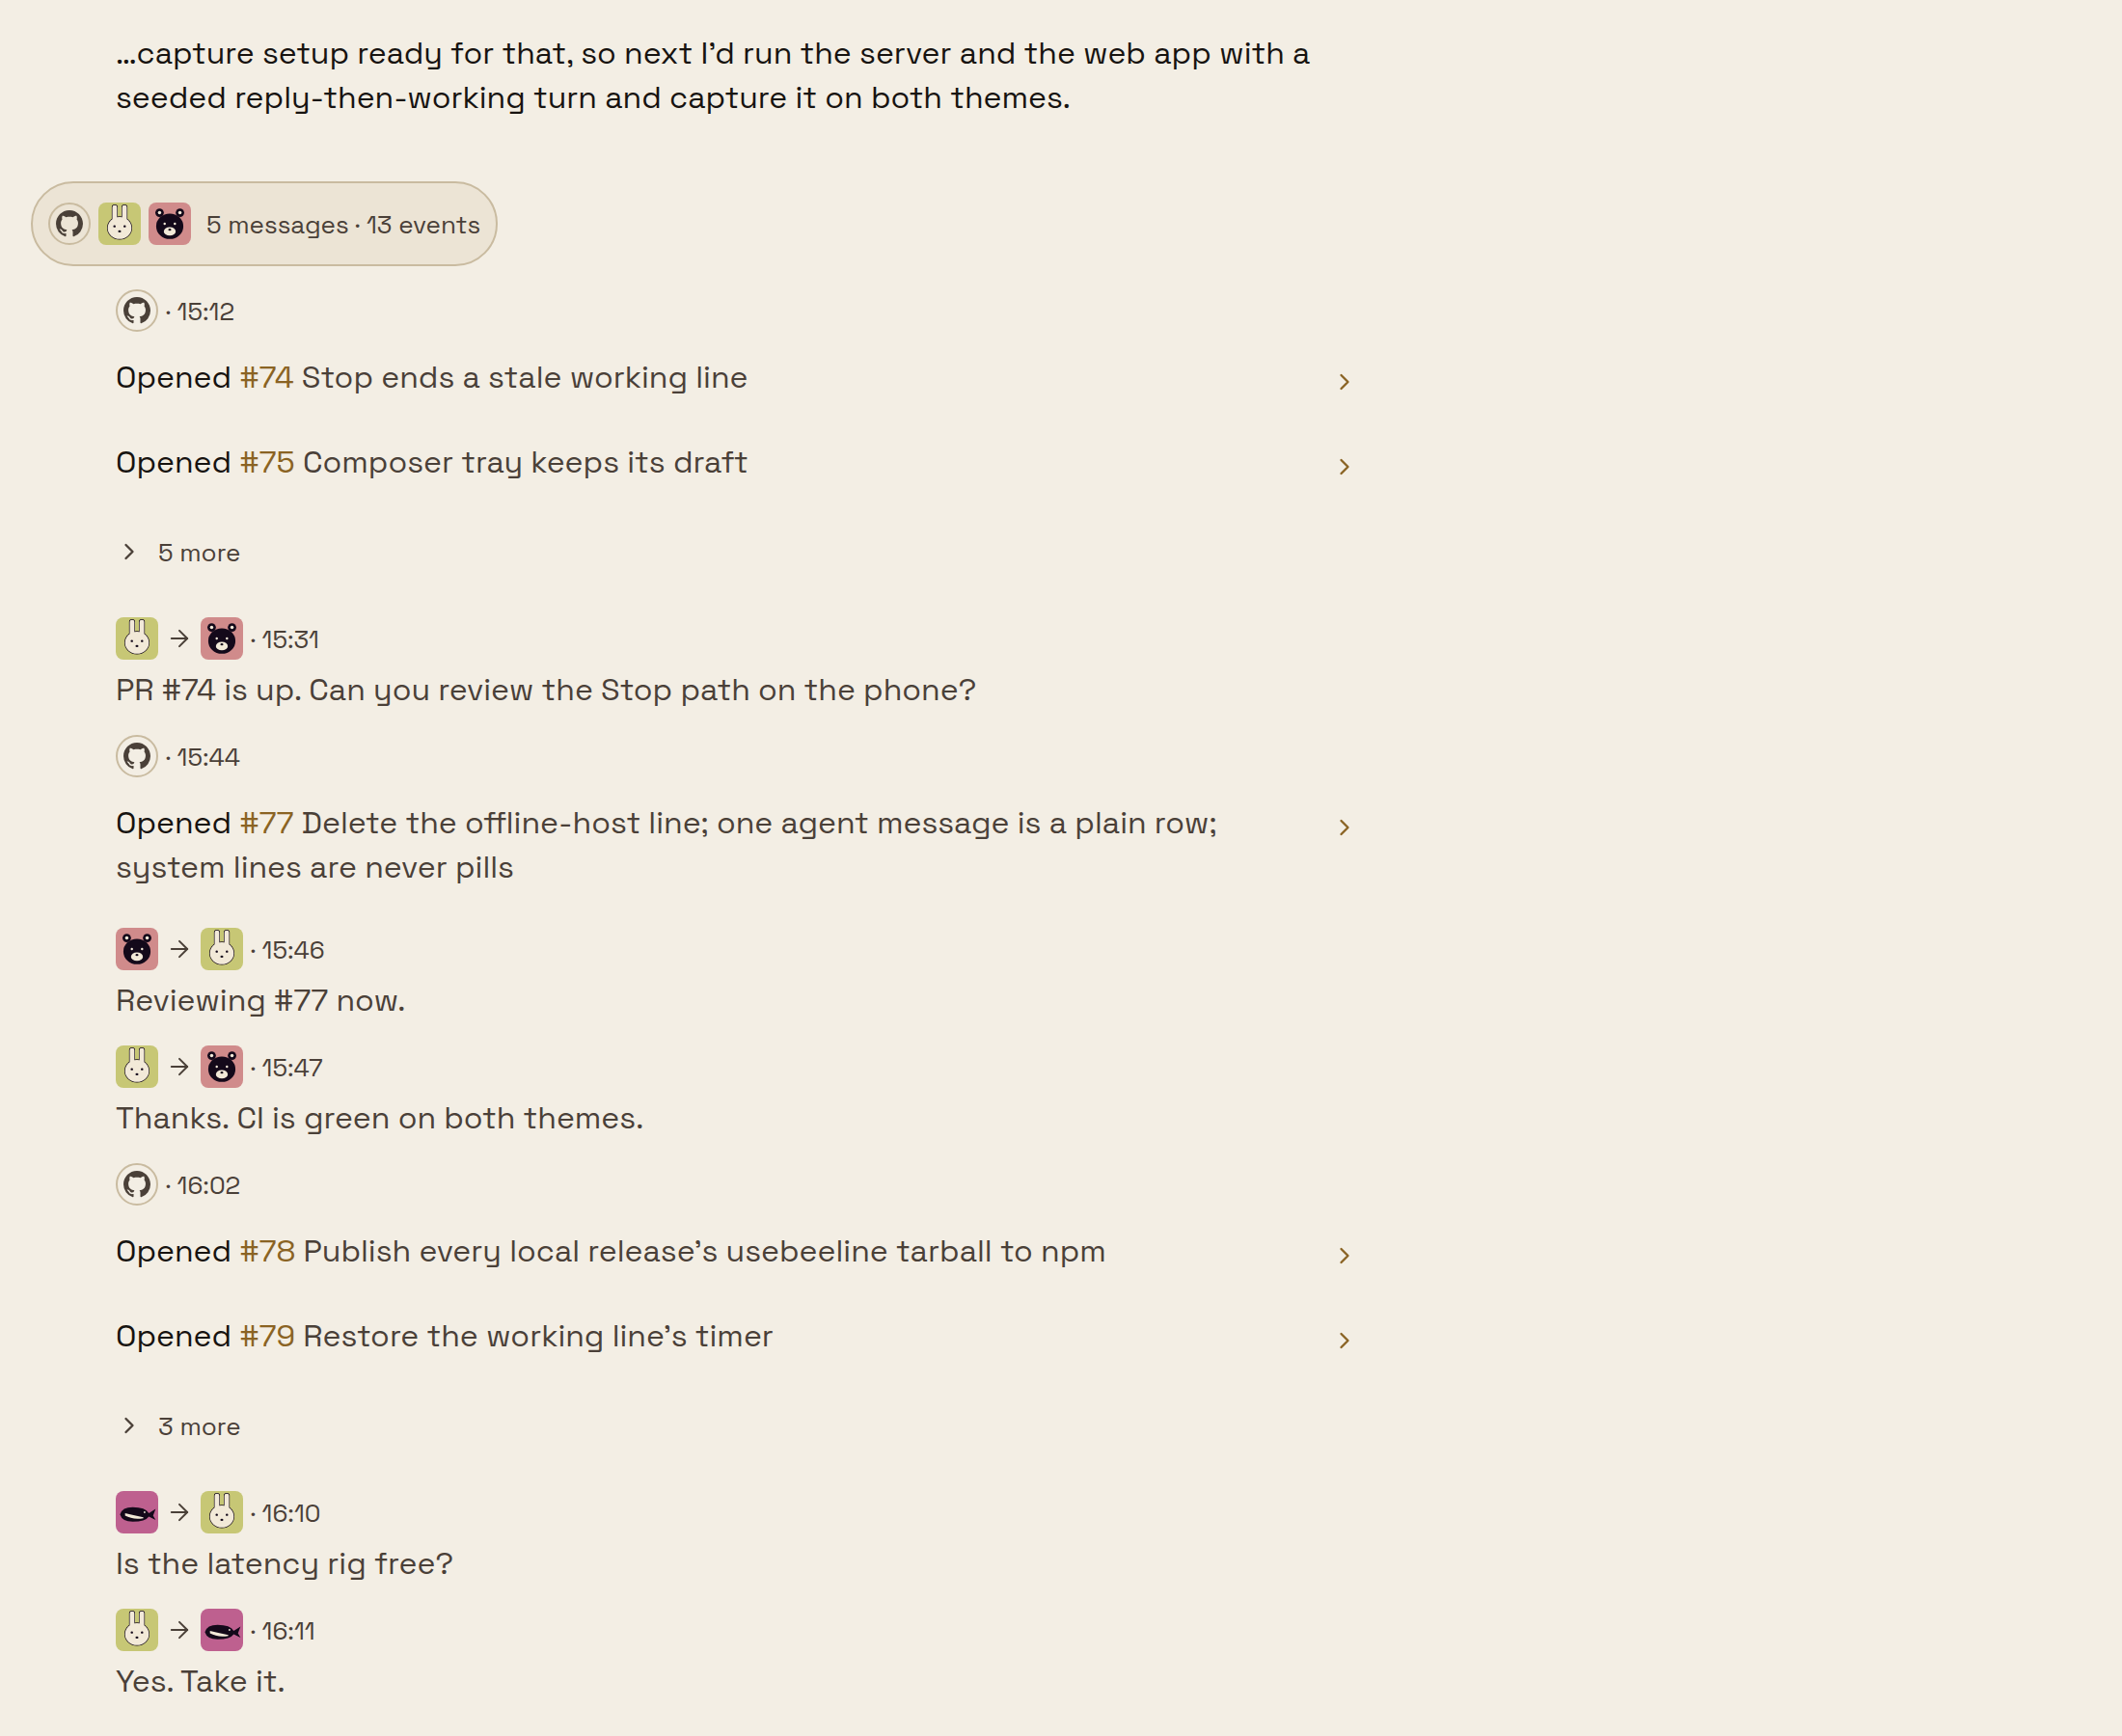 …capture setup ready for that, so next I’d run the server and the web app with a
seeded reply-then-working turn and capture it on both themes.
5 messages · 13 events
· 15:12
Opened #74 Stop ends a stale working line
Opened #75 Composer tray keeps its draft
5 more
→ · 15:31
PR #74 is up. Can you review the Stop path on the phone?
· 15:44
Opened #77 Delete the offline-host line; one agent message is a plain row;
system lines are never pills
→ · 15:46
Reviewing #77 now.
→ · 15:47
Thanks. CI is green on both themes.
· 16:02
Opened #78 Publish every local release’s usebeeline tarball to npm
Opened #79 Restore the working line’s timer
3 more
→ · 16:10
Is the latency rig free?
→ · 16:11
Yes. Take it.